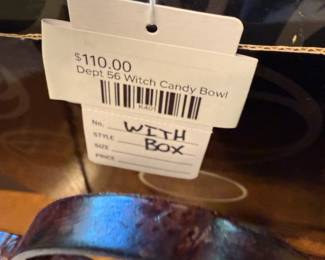 $110.00
Dept 56 Witch Candy Bowl
No. WITH
STYLE
SIZE BOX
PRICE